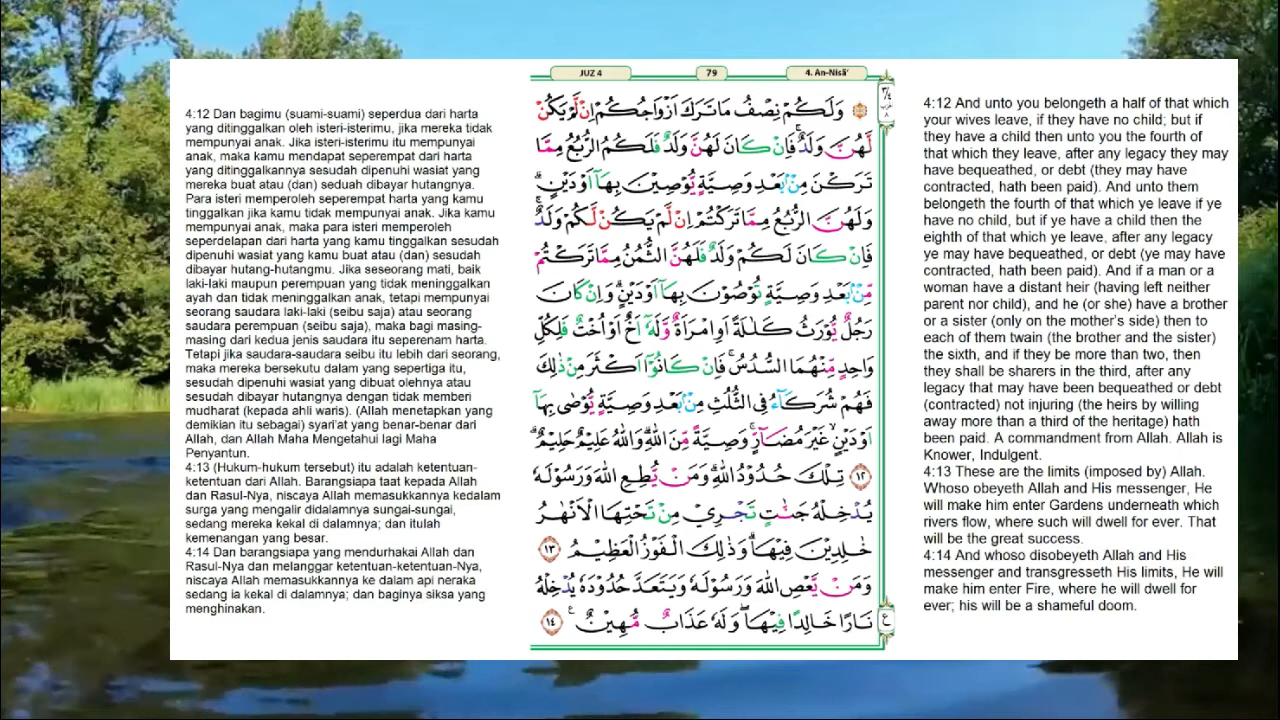 4:12 Dan bagimu (suami-suami) seperdua dari harta
yang ditinggalkan oleh isteri-isterimu, jika mereka tidak
mempunyai anak. Jika isteri-isterimu itu mempunyai
anak, maka kamu mendapat seperempat dari harta
yang ditinggalkannya sesudah dipenuhi wasiat yang
mereka buat atau (dan) seduah dibayar hutangnya.
Para isteri memperoleh seperempat harta yang kamu
tinggalkan jika kamu tidak mempunyai anak. Jika kamu
mempunyai anak, maka para isteri memperoleh
seperdelapan dari harta yang kamu tinggalkan sesudah
dipenuhi wasiat yang kamu buat atau (dan) sesudah
dibayar hutang-hutangmu. Jika seseorang mati, baik
laki-laki maupun perempuan yang tidak meninggalkan
ayah dan tidak meninggalkan anak, tetapi mempunyai
seorang saudara laki-laki (seibu saja) atau seorang
saudara perempuan (seibu saja), maka bagi masing-
masing dari kedua jenis saudara itu seperenam harta.
Tetapi jika saudara-saudara seibu itu lebih dari seorang,
maka mereka bersekutu dalam yang sepertiga itu,
sesudah dipenuhi wasiat yang dibuat olehnya atau
sesudah dibayar hutangnya dengan tidak memberi
mudharat (kepada ahli waris). (Allah menetapkan yang
demikian itu sebagai) syari'at yang benar-benar dari
Allah, dan Allah Maha Mengetahui lagi Maha
Penyantun.
4:13 (Hukum-hukum tersebut) itu adalah ketentuan-
ketentuan dari Allah. Barangsiapa taat kepada Allah
dan Rasul-Nya, niscaya Allah memasukkannya kedalam
surga yang mengalir didalamnya sungai-sungai,
sedang mereka kekal di dalamnya; dan itulah
kemenangan yang besar.
4:14 Dan barangsiapa yang mendurhakai Allah dan
Rasul-Nya dan melanggar ketentuan-ketentuan-Nya,
niscaya Allah memasukkannya ke dalam api neraka
sedang ia kekal di dalamnya; dan baginya siksa yang
menghinakan.
JUZ 4
79
4. An-Nisā'
وَلَكُمْ نِصْفُ مَا تَرَكَ اَزْوَاجُكُمْ اِنْ لَّمْ يَكُنْ
لَّهُنَّ وَلَدٌۚ فَاِنْ كَانَ لَهُنَّ وَلَدٌ فَلَكُمُ الرُّبُعُ مِمَّا
تَرَكْنَ مِنْۢ بَعْدِ وَصِيَّةٍ يُّوْصِيْنَ بِهَآ اَوْ دَيْنٍۗ
وَلَهُنَّ الرُّبُعُ مِمَّا تَرَكْتُمْ اِنْ لَّمْ يَكُنْ لَّكُمْ وَلَدٌۚ
فَاِنْ كَانَ لَكُمْ وَلَدٌ فَلَهُنَّ الثُّمُنُ مِمَّا تَرَكْتُمْ
مِّنْۢ بَعْدِ وَصِيَّةٍ تُوْصُوْنَ بِهَآ اَوْ دَيْنٍۗ وَاِنْ كَانَ
رَجُلٌ يُّوْرَثُ كَلٰلَةً اَوِ امْرَاَةٌ وَّلَهٗٓ اَخٌ اَوْ اُخْتٌ فَلِكُلِّ
وَاحِدٍ مِّنْهُمَا السُّدُسُۚ فَاِنْ كَانُوْٓا اَكْثَرَ مِنْ ذٰلِكَ
فَهُمْ شُرَكَاۤءُ فِى الثُّلُثِ مِنْۢ بَعْدِ وَصِيَّةٍ يُّوْصٰى بِهَآ
اَوْ دَيْنٍۙ غَيْرَ مُضَاۤرٍّۚ وَصِيَّةً مِّنَ اللّٰهِۗ وَاللّٰهُ عَلِيْمٌ حَلِيْمٌۗ
١٢ تِلْكَ حُدُوْدُ اللّٰهِۗ وَمَنْ يُّطِعِ اللّٰهَ وَرَسُوْلَهٗ
يُدْخِلْهُ جَنّٰتٍ تَجْرِيْ مِنْ تَحْتِهَا الْاَنْهٰرُ
خٰلِدِيْنَ فِيْهَاۗ وَذٰلِكَ الْفَوْزُ الْعَظِيْمُ ١٣
وَمَنْ يَّعْصِ اللّٰهَ وَرَسُوْلَهٗ وَيَتَعَدَّ حُدُوْدَهٗ يُدْخِلْهُ
نَارًا خَالِدًا فِيْهَاۖ وَلَهٗ عَذَابٌ مُّهِيْنٌ ࣖ ١٤
4:12 And unto you belongeth a half of that which
your wives leave, if they have no child; but if
they have a child then unto you the fourth of
that which they leave, after any legacy they may
have bequeathed, or debt (they may have
contracted, hath been paid). And unto them
belongeth the fourth of that which ye leave if ye
have no child, but if ye have a child then the
eighth of that which ye leave, after any legacy
ye may have bequeathed, or debt (ye may have
contracted, hath been paid). And if a man or a
woman have a distant heir (having left neither
parent nor child), and he (or she) have a brother
or a sister (only on the mother's side) then to
each of them twain (the brother and the sister)
the sixth, and if they be more than two, then
they shall be sharers in the third, after any
legacy that may have been bequeathed or debt
(contracted) not injuring (the heirs by willing
away more than a third of the heritage) hath
been paid. A commandment from Allah. Allah is
Knower, Indulgent.
4:13 These are the limits (imposed by) Allah.
Whoso obeyeth Allah and His messenger, He
will make him enter Gardens underneath which
rivers flow, where such will dwell for ever. That
will be the great success.
4:14 And whoso disobeyeth Allah and His
messenger and transgresseth His limits, He will
make him enter Fire, where he will dwell for
ever; his will be a shameful doom.